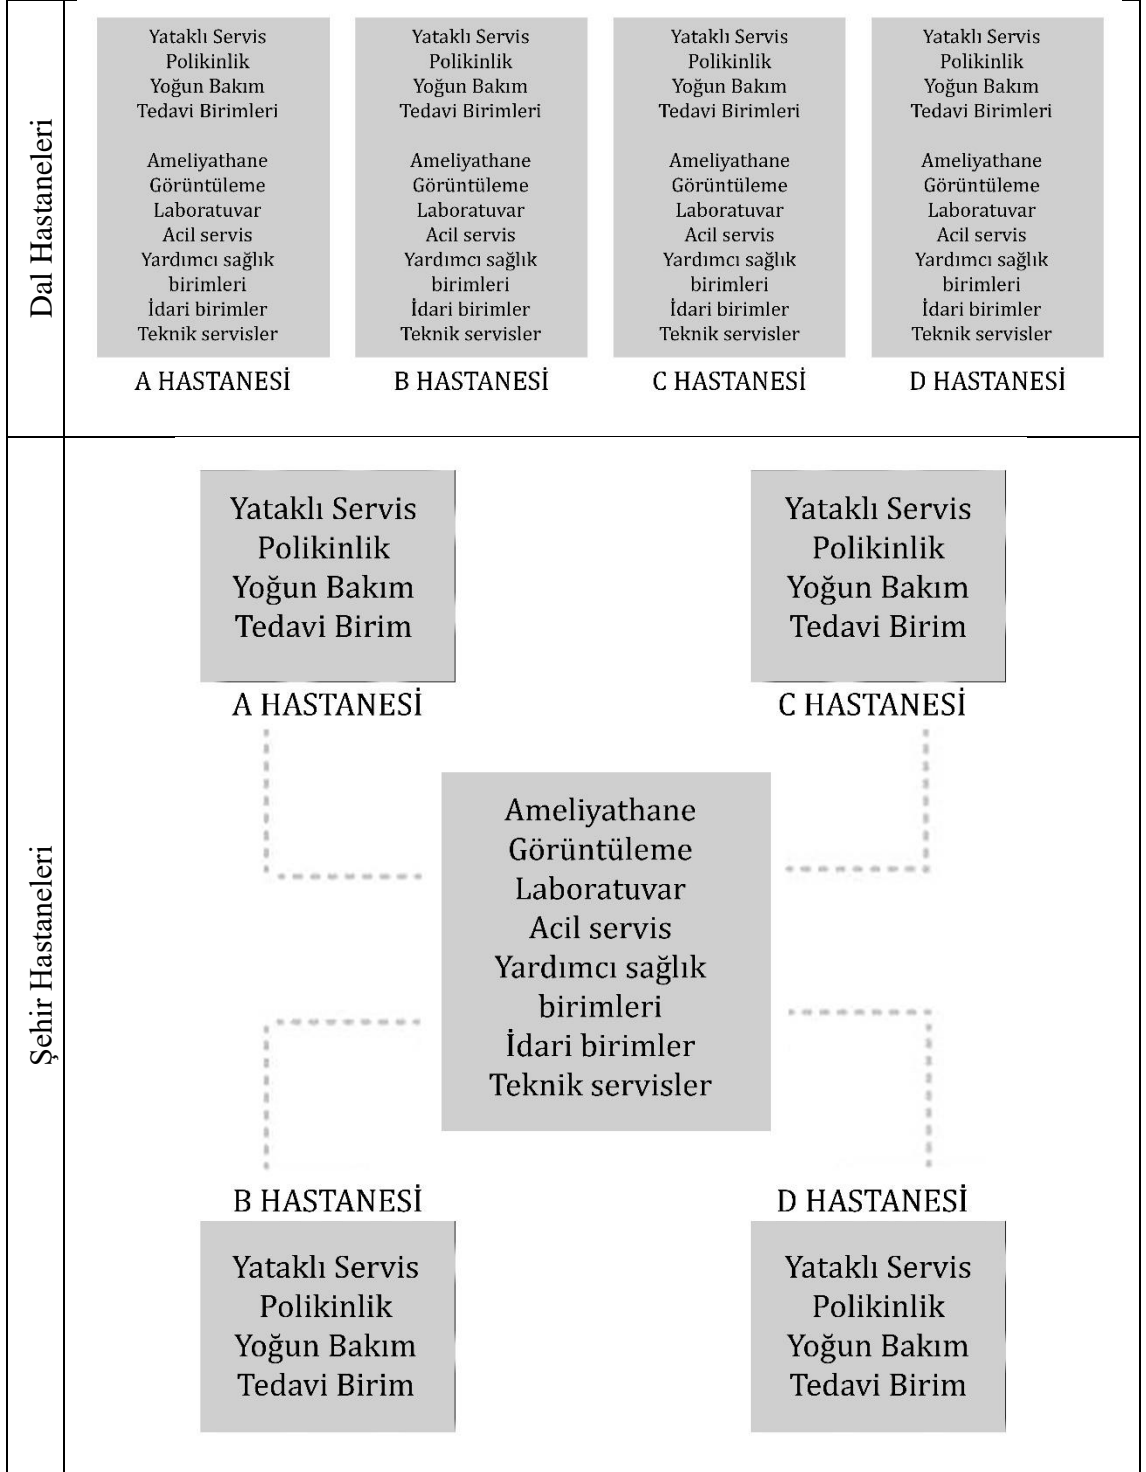 Dal Hastaneleri
Yataklı Servis
Polikinlik
Yoğun Bakım
Tedavi Birimleri
Ameliyathane
Görüntüleme
Laboratuvar
Acil servis
Yardımcı sağlık
birimleri
İdari birimler
Teknik servisler
A HASTANESİ
Yataklı Servis
Polikinlik
Yoğun Bakım
Tedavi Birimleri
Ameliyathane
Görüntüleme
Laboratuvar
Acil servis
Yardımcı sağlık
birimleri
İdari birimler
Teknik servisler
B HASTANESİ
Yataklı Servis
Polikinlik
Yoğun Bakım
Tedavi Birimleri
Ameliyathane
Görüntüleme
Laboratuvar
Acil servis
Yardımcı sağlık
birimleri
İdari birimler
Teknik servisler
C HASTANESİ
Yataklı Servis
Polikinlik
Yoğun Bakım
Tedavi Birimleri
Ameliyathane
Görüntüleme
Laboratuvar
Acil servis
Yardımcı sağlık
birimleri
İdari birimler
Teknik servisler
D HASTANESİ
Şehir Hastaneleri
Yataklı Servis
Polikinlik
Yoğun Bakım
Tedavi Birim
A HASTANESİ
Yataklı Servis
Polikinlik
Yoğun Bakım
Tedavi Birim
C HASTANESİ
Ameliyathane
Görüntüleme
Laboratuvar
Acil servis
Yardımcı sağlık
birimleri
İdari birimler
Teknik servisler
B HASTANESİ
Yataklı Servis
Polikinlik
Yoğun Bakım
Tedavi Birim
D HASTANESİ
Yataklı Servis
Polikinlik
Yoğun Bakım
Tedavi Birim